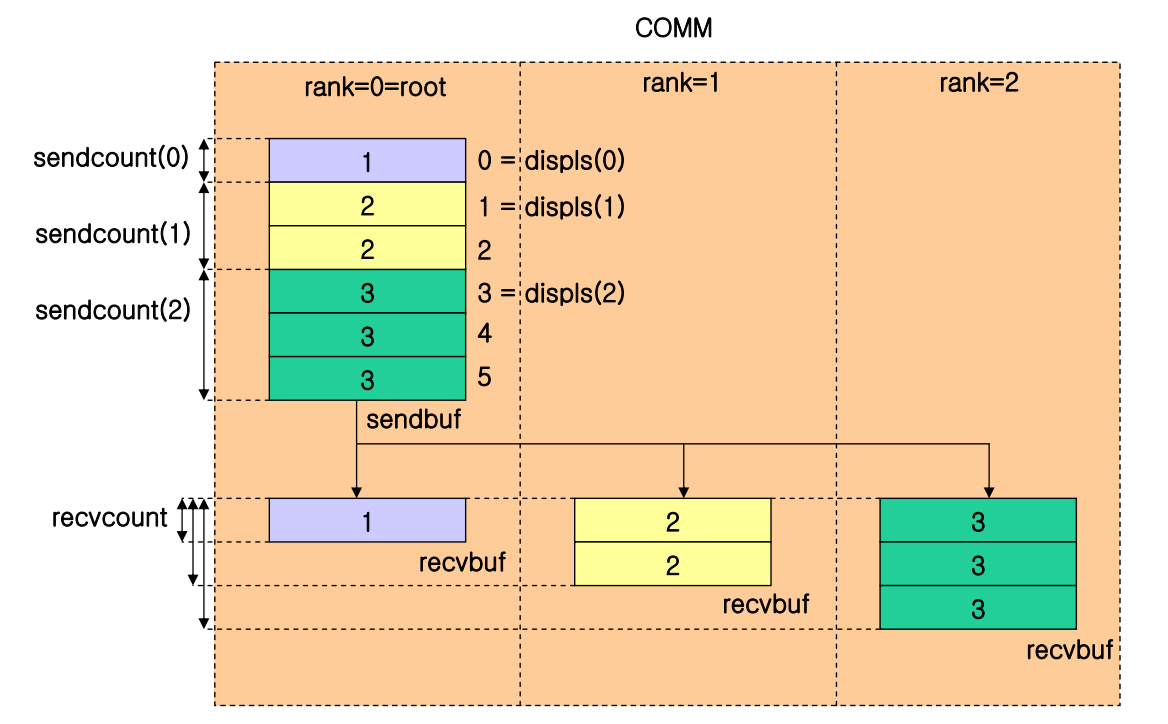 COMM
rank=0=root
rank=1
rank=2
sendcount(0)
1
0 = displs(0)
sendcount(1)
2
1 = displs(1)
2
2
sendcount(2)
3
3 = displs(2)
3
4
3
5
sendbuf
recvcount
1
2
3
recvbuf
2
3
recvbuf
3
recvbuf